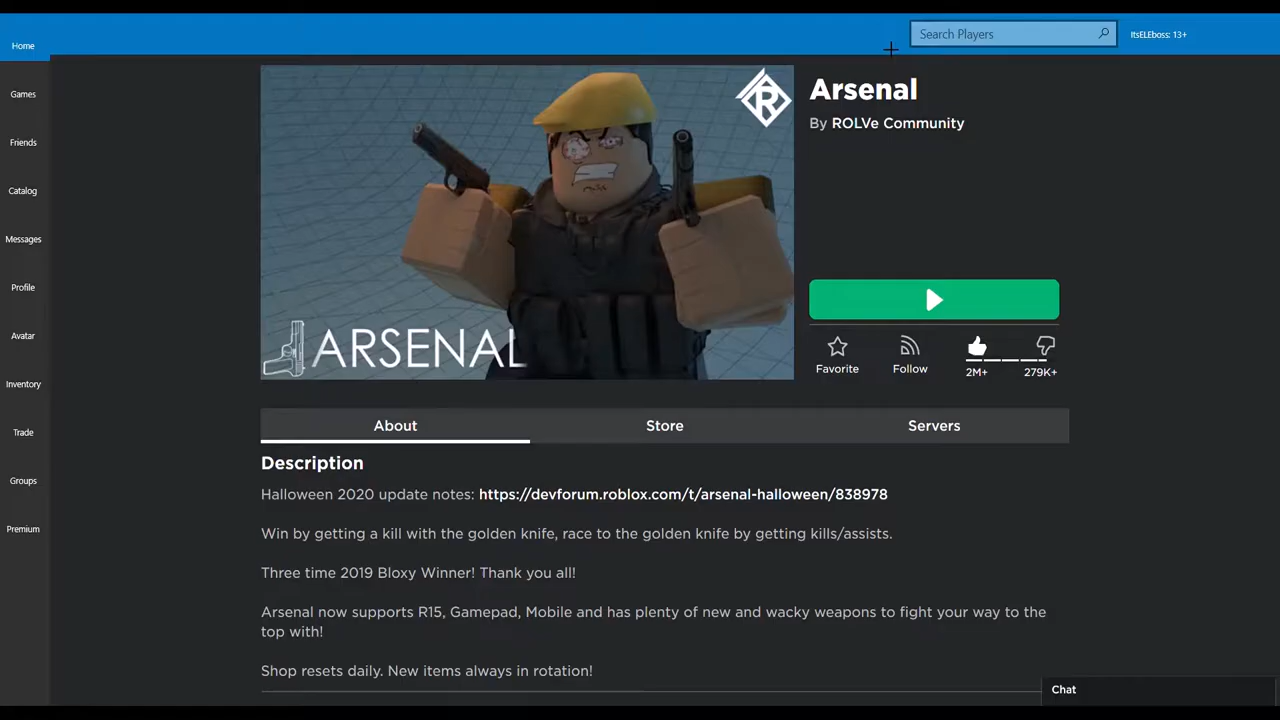 Search Players
ItsELEboss: 13+
Home
Games
Friends
Catalog
Messages
Profile
Avatar
Inventory
Trade
Groups
Premium
R
ARSENAL
Arsenal
By ROLVe Community
Favorite
Follow
2M+
279K+
About
Store
Servers
Description
Halloween 2020 update notes: https://devforum.roblox.com/t/arsenal-halloween/838978
Win by getting a kill with the golden knife, race to the golden knife by getting kills/assists.
Three time 2019 Bloxy Winner! Thank you all!
Arsenal now supports R15, Gamepad, Mobile and has plenty of new and wacky weapons to fight your way to the
top with!
Shop resets daily. New items always in rotation!
Chat